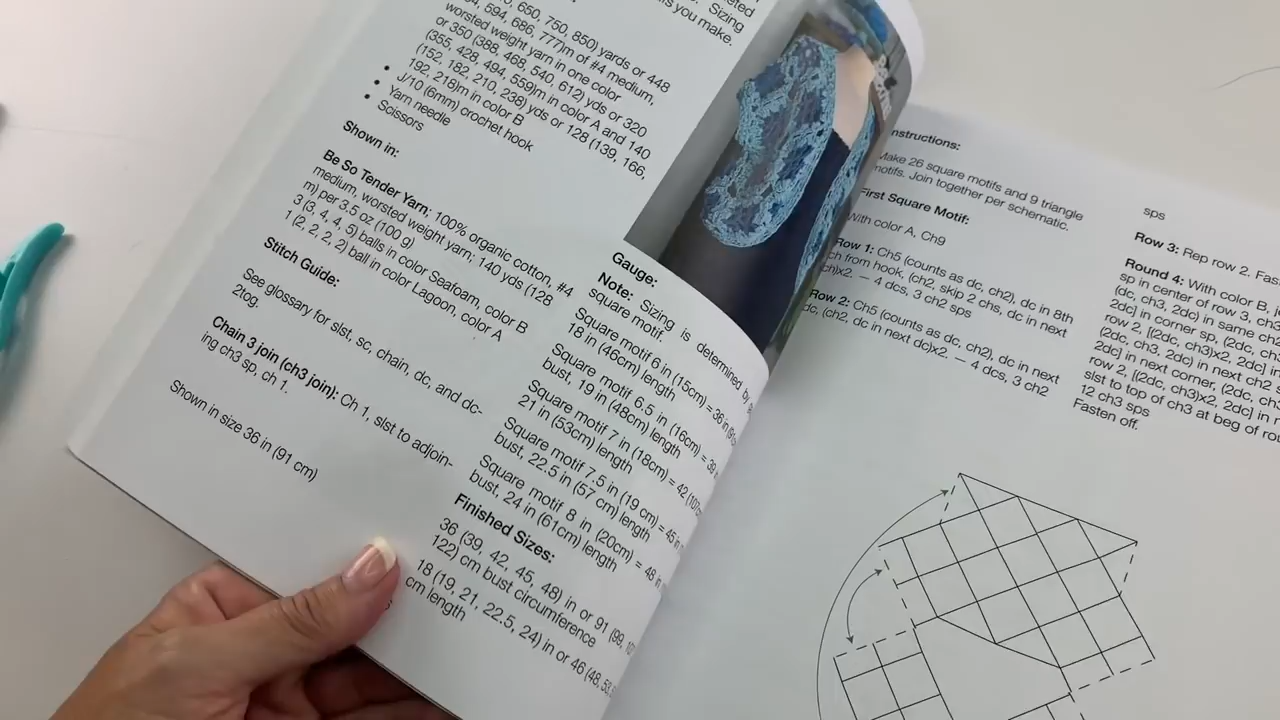 Sizing
you make.
650, 750, 850) yards or 448
594, 686, 777)m of #4 medium,
worsted weight yarn in one color
or 350 (388, 468, 540, 612) yds or 320
(355, 428, 494, 559)m in color A and 140
(152, 182, 210, 238) yds or 128 (139, 166,
192, 218)m in color B
• J/10 (6mm) crochet hook
• Yarn needle
• Scissors
Shown in:
Be So Tender Yarn; 100% organic cotton, #4
medium, worsted weight yarn; 140 yds (128
m) per 3.5 oz (100 g)
3 (3, 4, 4, 5) balls in color Seafoam, color B
1 (2, 2, 2, 2) ball in color Lagoon, color A
Stitch Guide:
See glossary for slst, sc, chain, dc, and dc-
2tog.
Chain 3 join (ch3 join): Ch 1, slst to adjoin-
ing ch3 sp, ch 1.
Shown in size 36 in (91 cm)
Gauge:
Note: Sizing is determined by
square motif.
Square motif 6 in (15cm) = 36 in
18 in (46cm) length
Square motif 6.5 in (16cm) =
bust, 19 in (48cm) length
Square motif 7 in (18cm) = 42
21 in (53cm) length
Square motif 7.5 in (19 cm) = 45 in
bust, 22.5 in (57 cm) length
Square motif 8 in (20cm) = 48 in
bust, 24 in (61cm) length
Finished Sizes:
36 (39, 42, 45, 48) in or 91 (99,
122) cm bust circumference
18 (19, 21, 22.5, 24) in or 46 (48,
cm length
Instructions:
Make 26 square motifs and 9 triangle
motifs. Join together per schematic.
First Square Motif:
With color A, Ch9
Row 1: Ch5 (counts as dc, ch2), dc in 8th
ch from hook, (ch2, skip 2 chs, dc in next
ch)x2. — 4 dcs, 3 ch2 sps
Row 2: Ch5 (counts as dc, ch2), dc in next
dc, (ch2, dc in next dc)x2. — 4 dcs, 3 ch2
sps
Row 3: Rep row 2.
Round 4: With color B,
sp in center of row 3,
(dc, ch3, 2dc) in same
2dc] in corner sp, (2dc,
row 2, [(2dc, ch3)x2, 2dc]
(2dc, ch3, 2dc) in next ch2
2dc] in next corner, (2dc,
row 2, [(2dc, ch3)x2, 2dc] in
slst to top of ch3 at beg of
12 ch3 sps
Fasten off.